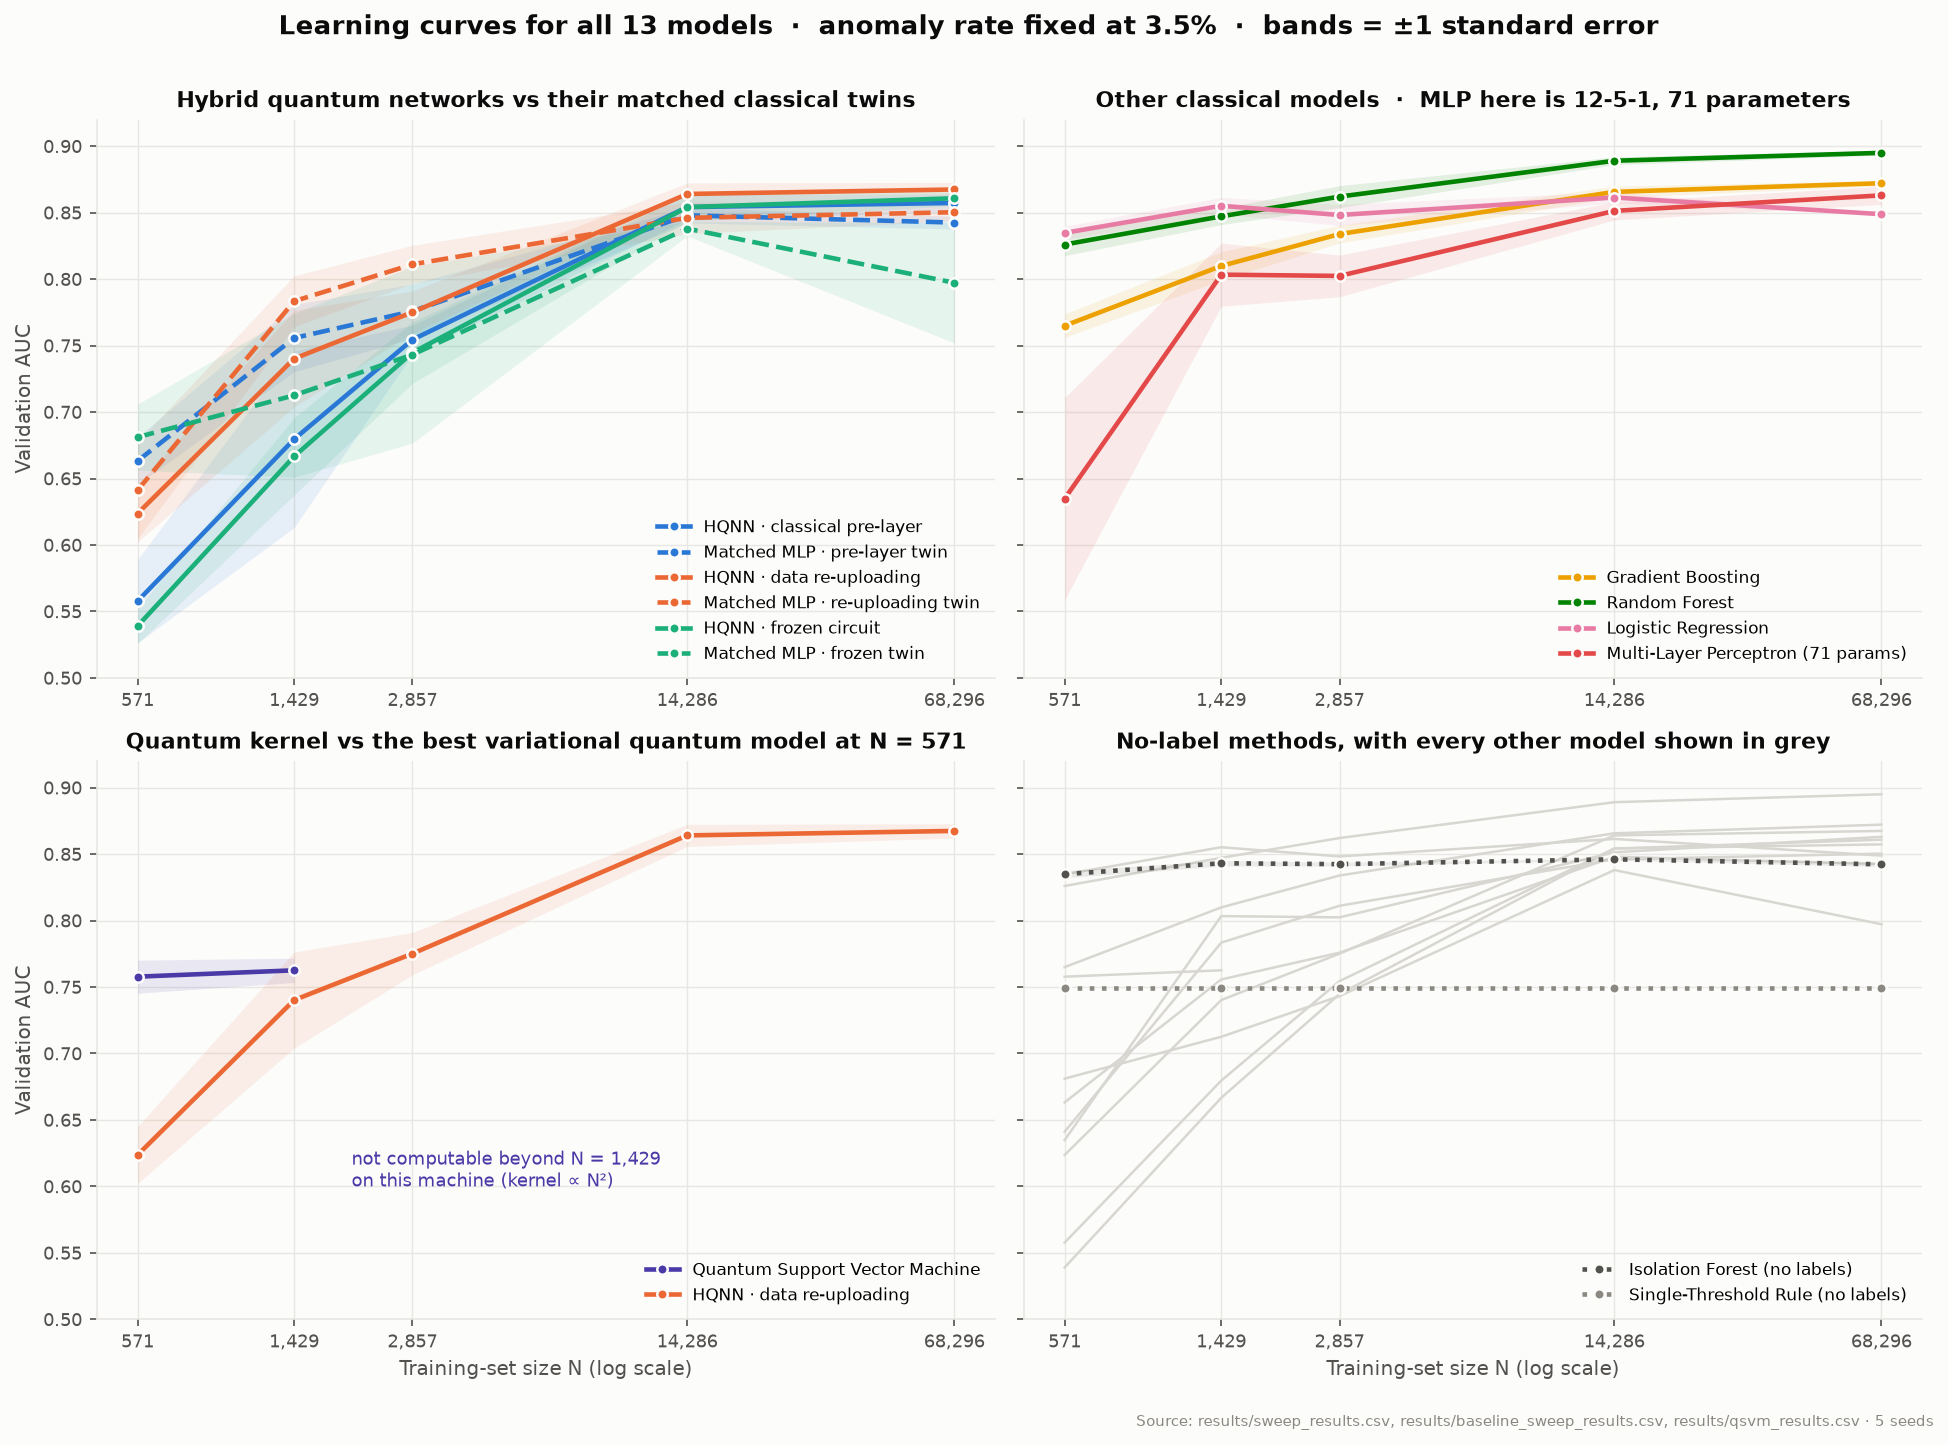 Learning curves for all 13 models · anomaly rate fixed at 3.5% · bands = ±1 standard error
Hybrid quantum networks vs their matched classical twins
Validation AUC
0.90
0.85
0.80
0.75
0.70
0.65
0.60
0.55
0.50
571
1,429
2,857
14,286
68,296
HQNN · classical pre-layer
Matched MLP · pre-layer twin
HQNN · data re-uploading
Matched MLP · re-uploading twin
HQNN · frozen circuit
Matched MLP · frozen twin
Other classical models · MLP here is 12-5-1, 71 parameters
571
1,429
2,857
14,286
68,296
Gradient Boosting
Random Forest
Logistic Regression
Multi-Layer Perceptron (71 params)
Quantum kernel vs the best variational quantum model at N = 571
Validation AUC
0.90
0.85
0.80
0.75
0.70
0.65
0.60
0.55
0.50
not computable beyond N = 1,429
on this machine (kernel ∝ N²)
Quantum Support Vector Machine
HQNN · data re-uploading
571
1,429
2,857
14,286
68,296
Training-set size N (log scale)
No-label methods, with every other model shown in grey
Isolation Forest (no labels)
Single-Threshold Rule (no labels)
571
1,429
2,857
14,286
68,296
Training-set size N (log scale)
Source: results/sweep_results.csv, results/baseline_sweep_results.csv, results/qsvm_results.csv · 5 seeds